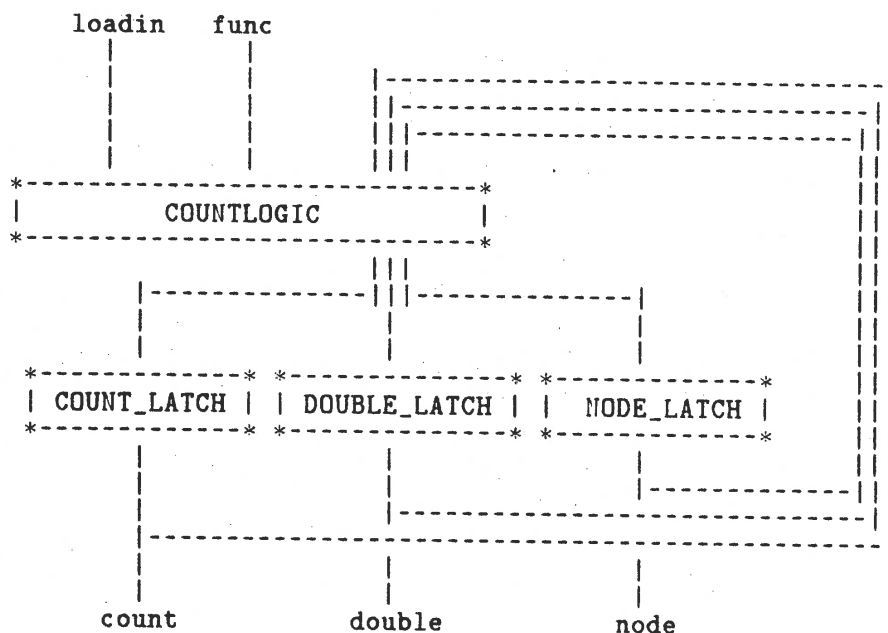 loadin func
COUNTLOGIC
COUNT_LATCH DOUBLE_LATCH NODE_LATCH
count double node